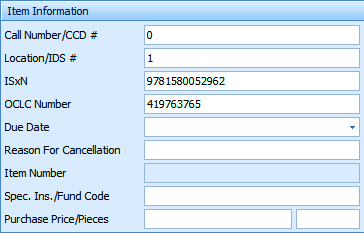 Item Information
Call Number/CCD # 0
Location/IDS # 1
ISxN 9781580052962
OCLC Number 419763765
Due Date
Reason For Cancellation
Item Number
Spec. Ins./Fund Code
Purchase Price/Pieces